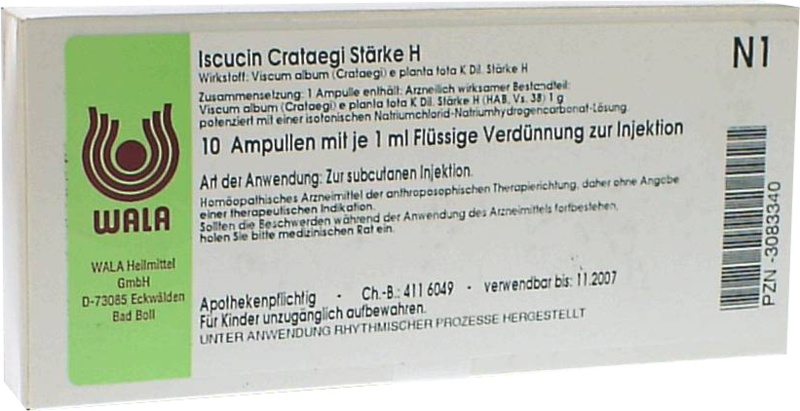 Iscucin Crataegi Stärke H
N1
Wirkstoff: Viscum album (Crataegi) e planta tota K Dil. Stärke H
Zusammensetzung: 1 Ampulle enthält: Arzneilich wirksamer Bestandteil:
Viscum album (Crataegi) e planta tota K Dil. Stärke H (HAB, Vs. 38) 1 g
potenziert mit einer isotonischen Natriumchlorid-Natriumhydrogencarbonat-Lösung.
10 Ampullen mit je 1 ml Flüssige Verdünnung zur Injektion
Art der Anwendung: Zur subcutanen Injektion.
Homöopathisches Arzneimittel der anthroposophischen Therapierichtung, daher ohne Angabe
einer therapeutischen Indikation.
Sollten die Beschwerden während der Anwendung des Arzneimittels fortbestehen,
holen Sie bitte medizinischen Rat ein.
WALA
WALA Heilmittel
GmbH
D-73085 Eckwälden
Bad Boll
Apothekenpflichtig - Ch.-B.: 411 6049 - verwendbar bis: 11.2007
Für Kinder unzugänglich aufbewahren.
UNTER ANWENDUNG RHYTHMISCHER PROZESSE HERGESTELLT
PZN -3083340